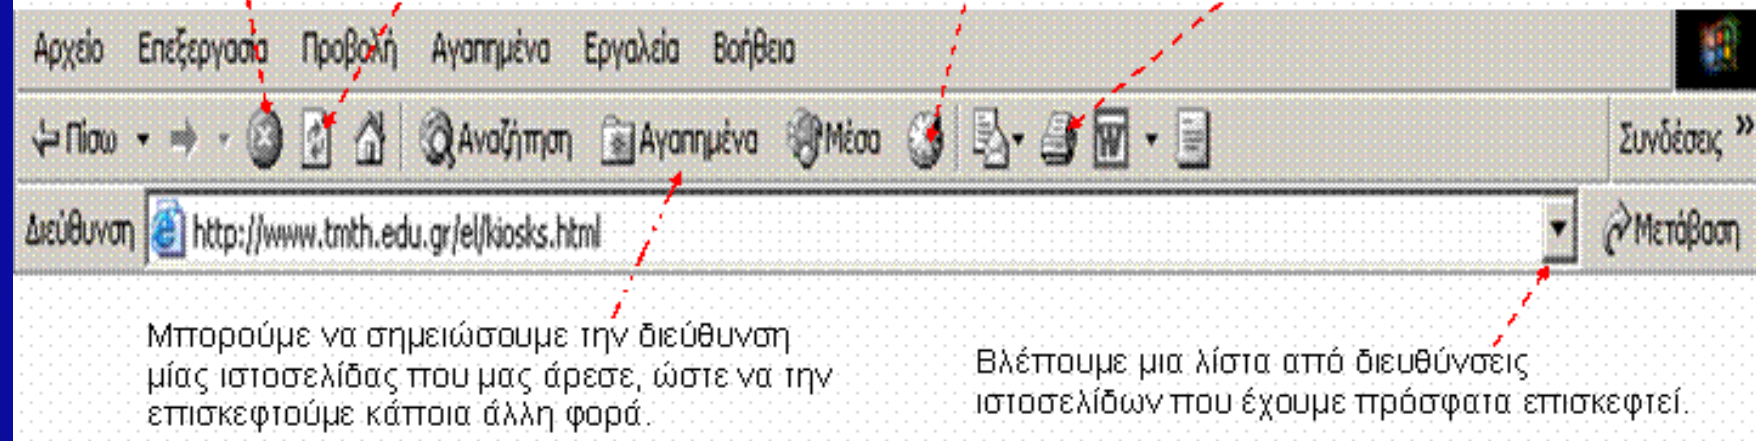 Αρχείο Επεξεργασία Προβολή Αγαπημένα Εργαλεία Βοήθεια
Πίσω Αναζήτηση Αγαπημένα Μέσα W Συνδέσεις »
Διεύθυνση http://www.tmth.edu.gr/el/kiosks.html Μετάβαση
Μπορούμε να σημειώσουμε την διεύθυνση
μίας ιστοσελίδας που μας άρεσε, ώστε να την
επισκεφτούμε κάποια άλλη φορά.
Βλέπουμε μια λίστα από διευθύνσεις
ιστοσελίδων που έχουμε πρόσφατα επισκεφτεί.